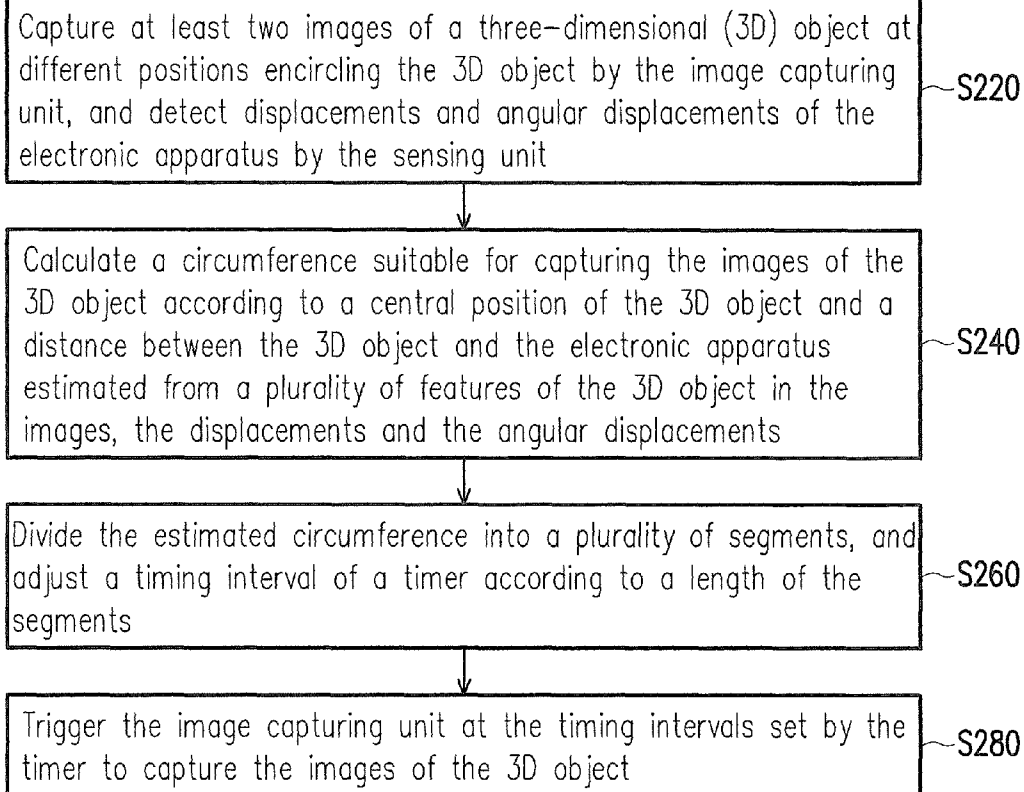 Capture at least two images of a three-dimensional (3D) object at
different positions encircling the 3D object by the image capturing
unit, and detect displacements and angular displacements of the
electronic apparatus by the sensing unit
S220
Calculate a circumference suitable for capturing the images of the
3D object according to a central position of the 3D object and a
distance between the 3D object and the electronic apparatus
estimated from a plurality of features of the 3D object in the
images, the displacements and the angular displacements
S240
Divide the estimated circumference into a plurality of segments, and
adjust a timing interval of a timer according to a length of the
segments
S260
Trigger the image capturing unit at the timing intervals set by the
timer to capture the images of the 3D object
S280